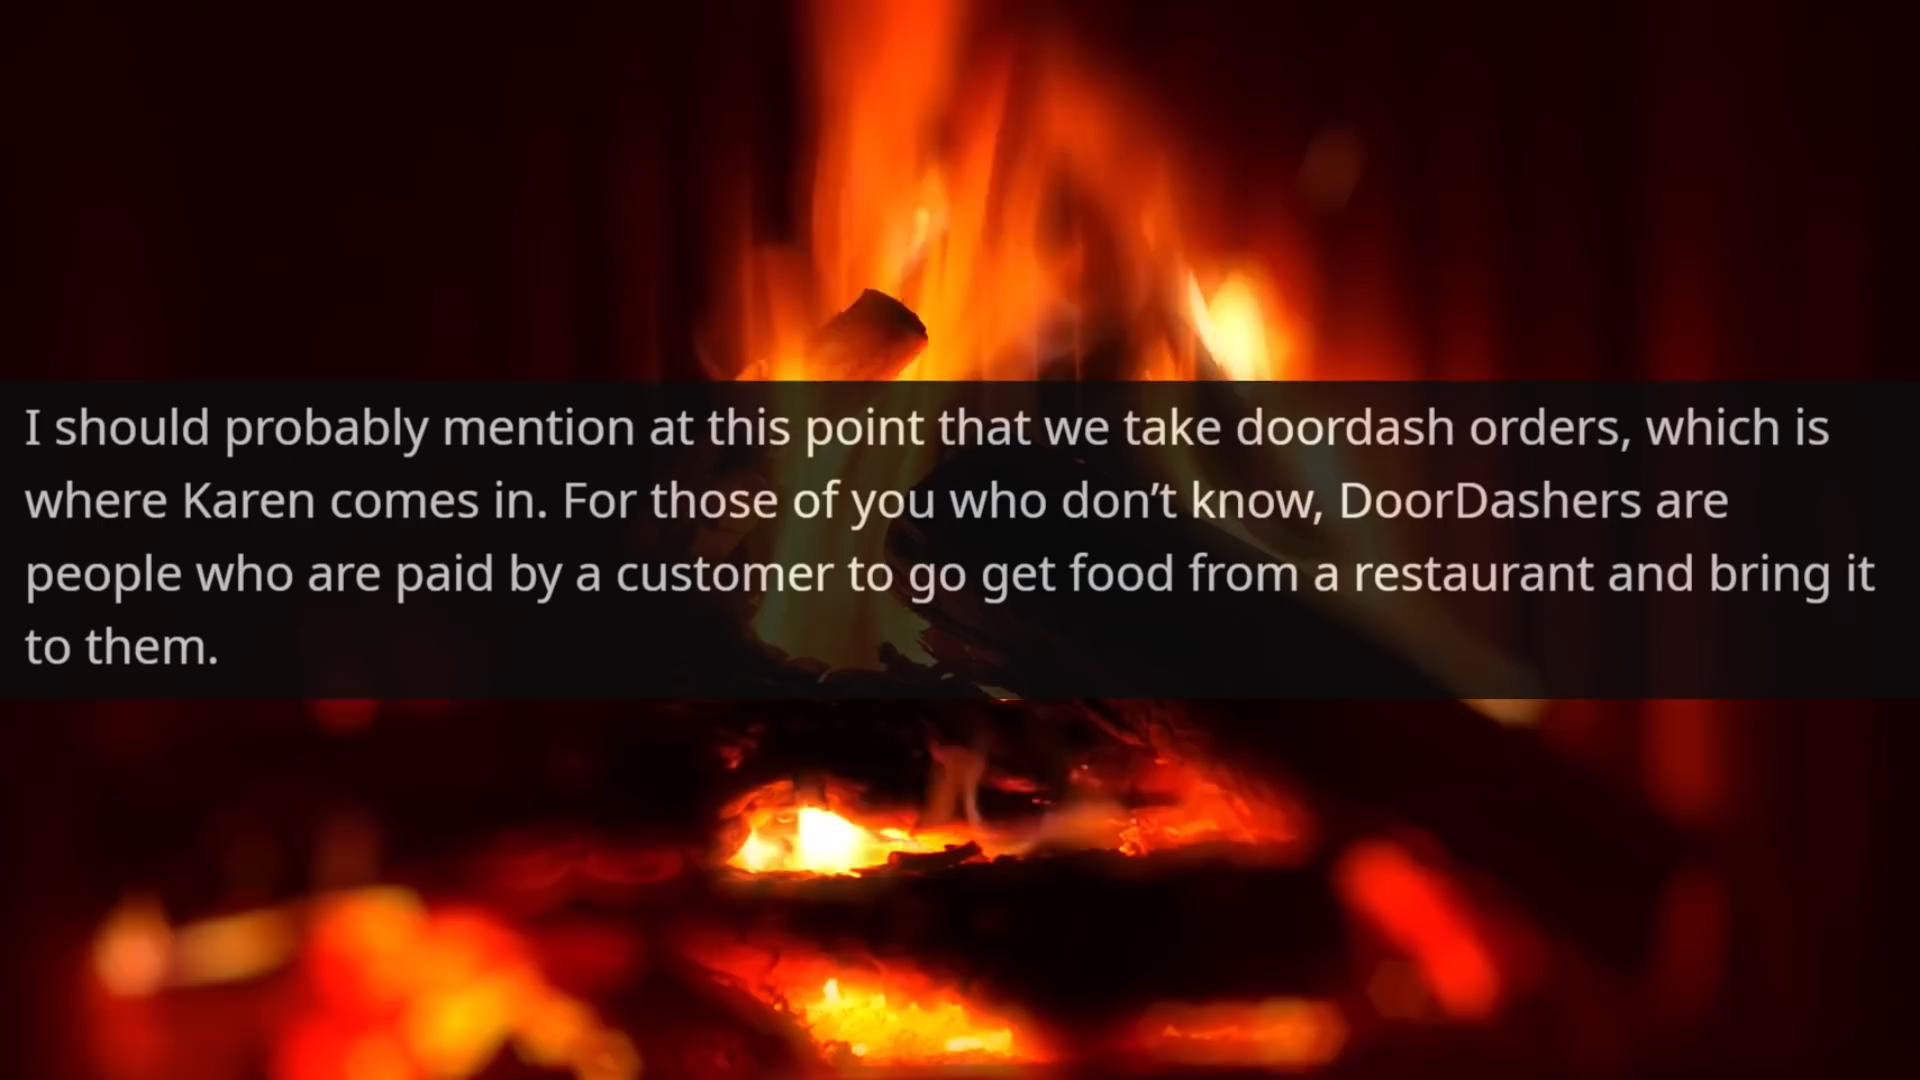 I should probably mention at this point that we take doordash orders, which is
where Karen comes in. For those of you who don’t know, DoorDashers are
people who are paid by a customer to go get food from a restaurant and bring it
to them.